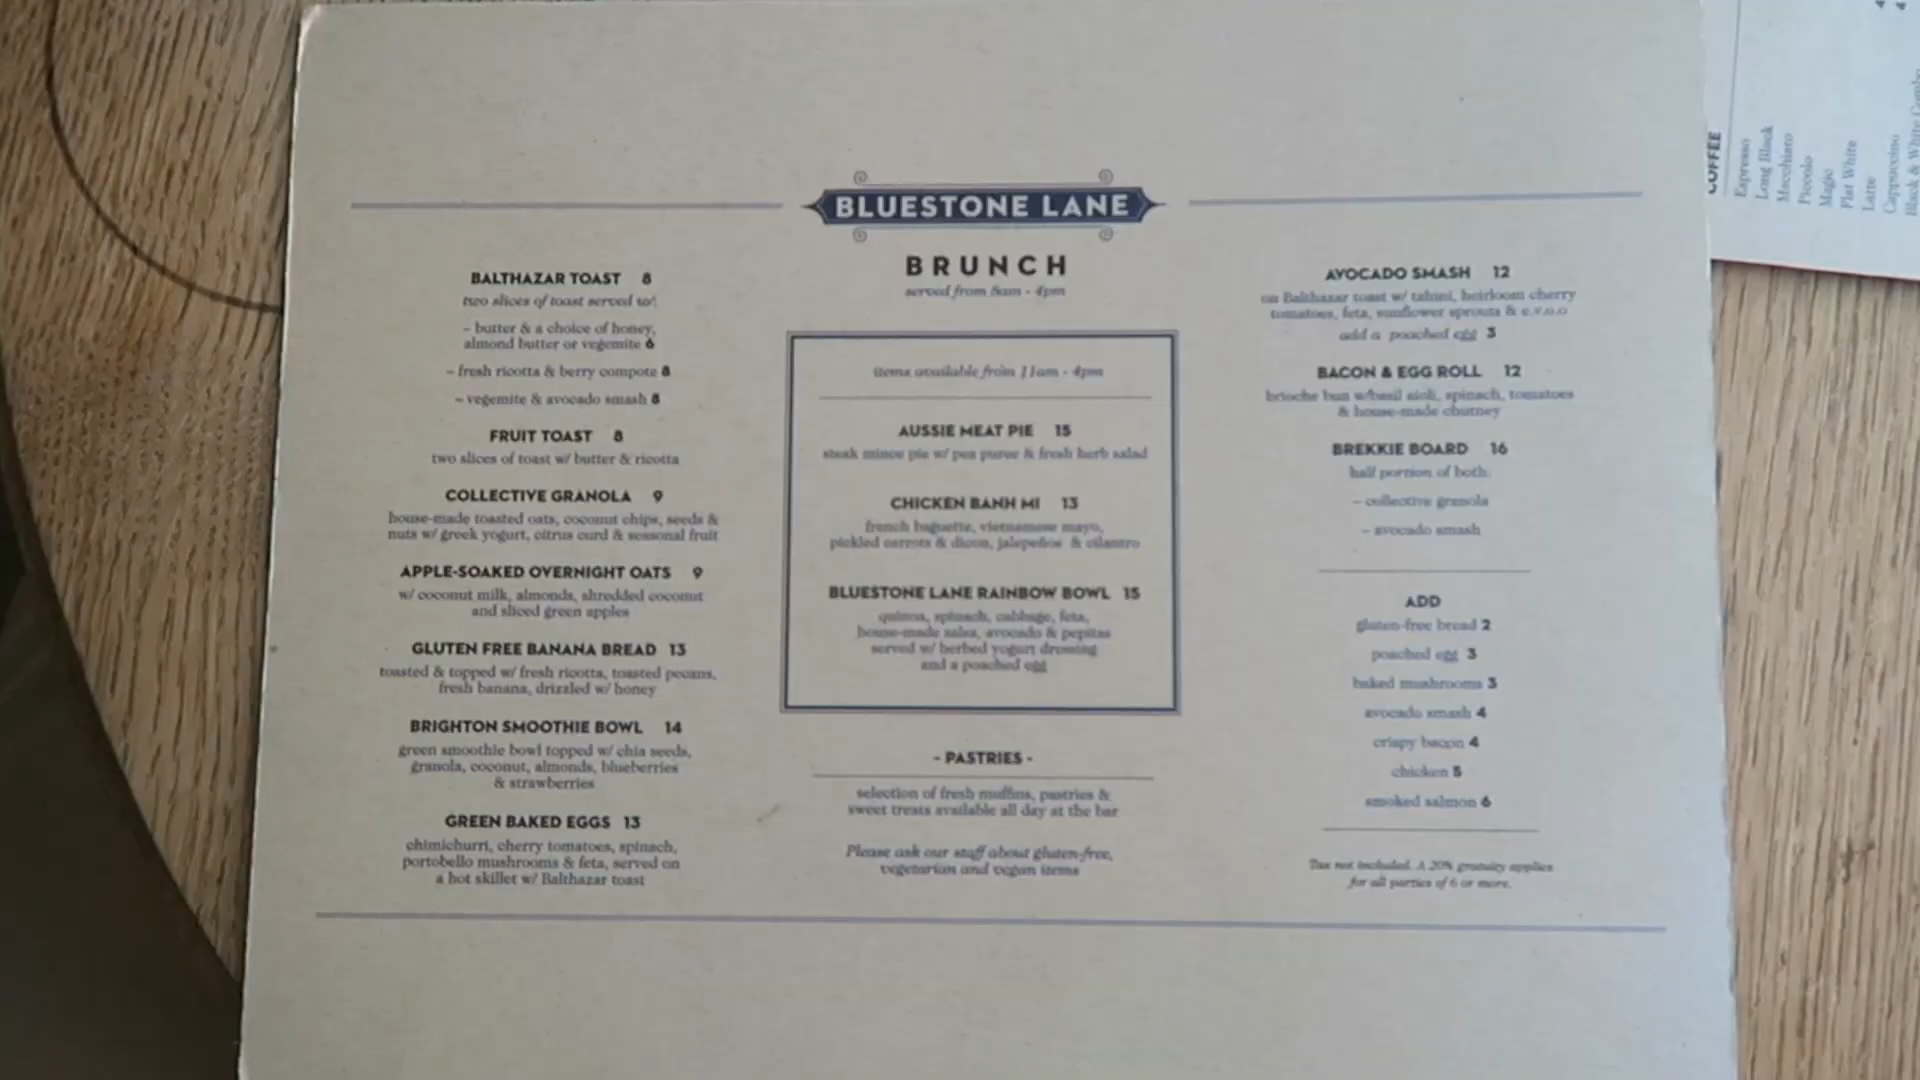 BLUESTONE LANE
BRUNCH
served from 8am - 4pm
BALTHAZAR TOAST 8
two slices of toast served w/
– butter & a choice of honey,
almond butter or vegemite 6
– fresh ricotta & berry compote 8
– vegemite & avocado smash 8
FRUIT TOAST 8
two slices of toast w/ butter & ricotta
COLLECTIVE GRANOLA 9
house-made toasted oats, coconut chips, seeds &
nuts w/ greek yogurt, citrus curd & seasonal fruit
APPLE-SOAKED OVERNIGHT OATS 9
w/ coconut milk, almonds, shredded coconut
and sliced green apples
GLUTEN FREE BANANA BREAD 13
toasted & topped w/ fresh ricotta, toasted pecans,
fresh banana, drizzled w/ honey
BRIGHTON SMOOTHIE BOWL 14
green smoothie bowl topped w/ chia seeds,
granola, coconut, almonds, blueberries
& strawberries
GREEN BAKED EGGS 13
chimichurri, cherry tomatoes, spinach,
portobello mushrooms & feta, served on
a hot skillet w/ Balthazar toast
items available from 11am - 4pm
AUSSIE MEAT PIE 15
steak mince pie w/ pea puree & fresh herb salad
CHICKEN BANH MI 13
french baguette, vietnamese mayo,
pickled carrots & dicon, jalepeños & cilantro
BLUESTONE LANE RAINBOW BOWL 15
quinoa, spinach, cabbage, feta,
house-made salsa, avocado & pepitas
served w/ herbed yogurt dressing
and a poached egg
- PASTRIES -
selection of fresh muffins, pastries &
sweet treats available all day at the bar
Please ask our staff about gluten-free,
vegetarian and vegan items
AVOCADO SMASH 12
on Balthazar toast w/ tahini, heirloom cherry
tomatoes, feta, sunflower sprouts & e.v.o.o
add a poached egg 3
BACON & EGG ROLL 12
brioche bun w/basil aioli, spinach, tomatoes
& house-made chutney
BREKKIE BOARD 16
half portion of both:
– collective granola
– avocado smash
ADD
gluten-free bread 2
poached egg 3
baked mushrooms 3
avocado smash 4
crispy bacon 4
chicken 5
smoked salmon 6
Tax not included. A 20% gratuity applies
for all parties of 6 or more.
COFFEE
Espresso
Long Black
Macchiato
Piccolo
Magic
Flat White
Latte
Cappuccino
Black & White Combo